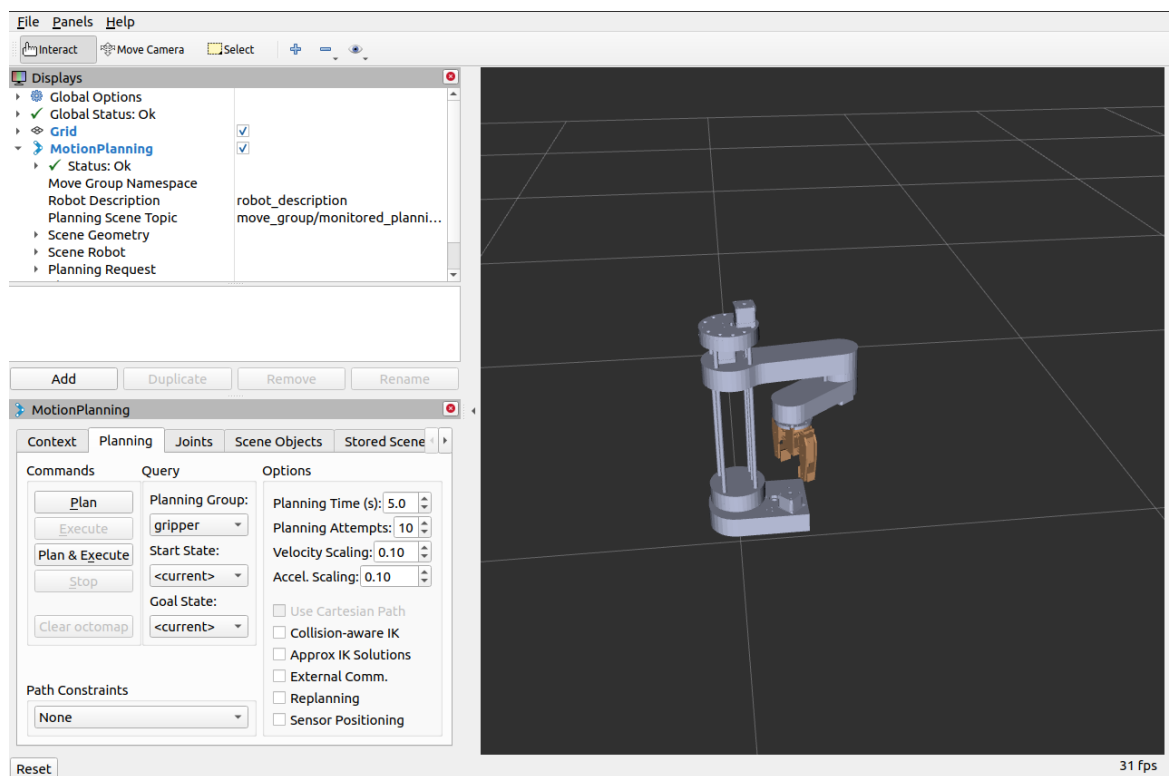 File Panels Help
Interact Move Camera Select
Displays
Global Options
Global Status: Ok
Grid
MotionPlanning
Status: Ok
Move Group Namespace
Robot Description robot_description
Planning Scene Topic move_group/monitored_planni...
Scene Geometry
Scene Robot
Planning Request
Add Duplicate Remove Rename
MotionPlanning
Context Planning Joints Scene Objects Stored Scene
Commands Query Options
Plan
Execute
Plan & Execute
Stop
Clear octomap
Planning Group:
gripper
Start State:
<current>
Goal State:
<current>
Planning Time (s): 5.0
Planning Attempts: 10
Velocity Scaling: 0.10
Accel. Scaling: 0.10
Use Cartesian Path
Collision-aware IK
Approx IK Solutions
External Comm.
Replanning
Sensor Positioning
Path Constraints
None
Reset
31 fps